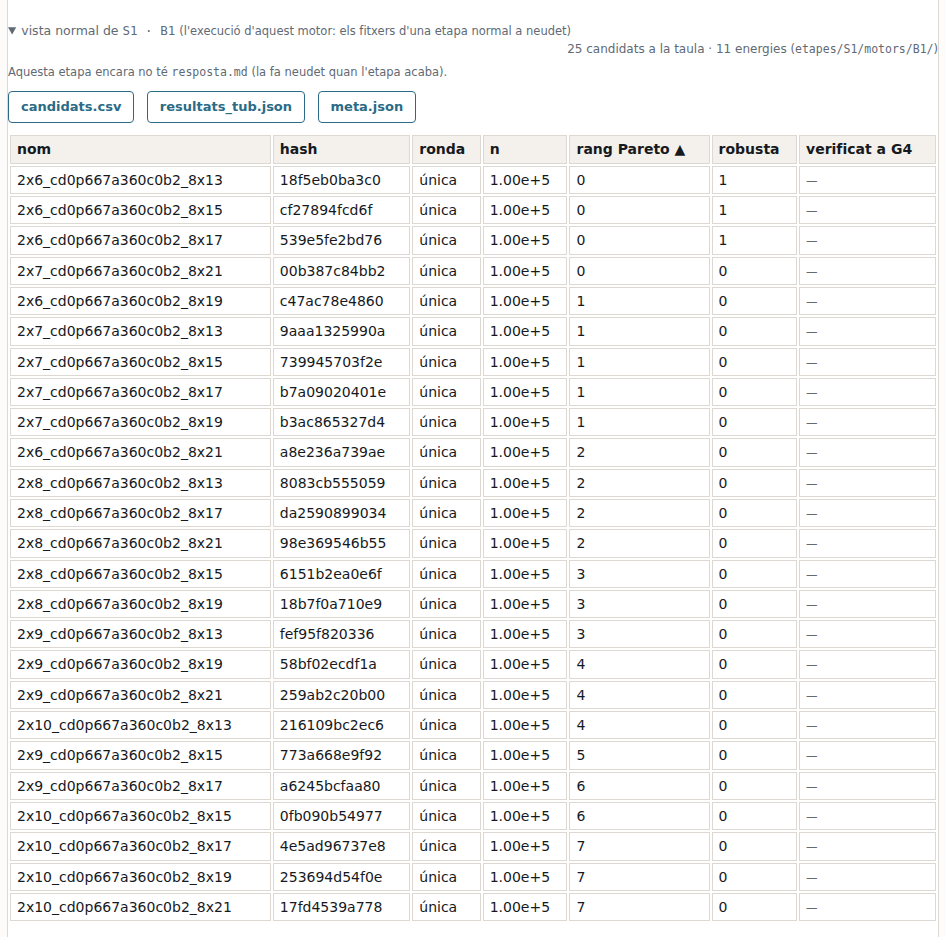 ▼ vista normal de S1 · B1 (l'execució d'aquest motor: els fitxers d'una etapa normal a neudet)
25 candidats a la taula · 11 energies (etapes/S1/motors/B1/)
Aquesta etapa encara no té resposta.md (la fa neudet quan l'etapa acaba).
candidats.csv resultats_tub.json meta.json
nom hash ronda n rang Pareto ▲ robusta verificat a G4
2x6_cd0p667a360c0b2_8x13 18f5eb0ba3c0 única 1.00e+5 0 1 —
2x6_cd0p667a360c0b2_8x15 cf27894fcd6f única 1.00e+5 0 1 —
2x6_cd0p667a360c0b2_8x17 539e5fe2bd76 única 1.00e+5 0 1 —
2x7_cd0p667a360c0b2_8x21 00b387c84bb2 única 1.00e+5 0 0 —
2x6_cd0p667a360c0b2_8x19 c47ac78e4860 única 1.00e+5 1 0 —
2x7_cd0p667a360c0b2_8x13 9aaa1325990a única 1.00e+5 1 0 —
2x7_cd0p667a360c0b2_8x15 739945703f2e única 1.00e+5 1 0 —
2x7_cd0p667a360c0b2_8x17 b7a09020401e única 1.00e+5 1 0 —
2x7_cd0p667a360c0b2_8x19 b3ac865327d4 única 1.00e+5 1 0 —
2x6_cd0p667a360c0b2_8x21 a8e236a739ae única 1.00e+5 2 0 —
2x8_cd0p667a360c0b2_8x13 8083cb555059 única 1.00e+5 2 0 —
2x8_cd0p667a360c0b2_8x17 da2590899034 única 1.00e+5 2 0 —
2x8_cd0p667a360c0b2_8x21 98e369546b55 única 1.00e+5 2 0 —
2x8_cd0p667a360c0b2_8x15 6151b2ea0e6f única 1.00e+5 3 0 —
2x8_cd0p667a360c0b2_8x19 18b7f0a710e9 única 1.00e+5 3 0 —
2x9_cd0p667a360c0b2_8x13 fef95f820336 única 1.00e+5 3 0 —
2x9_cd0p667a360c0b2_8x19 58bf02ecdf1a única 1.00e+5 4 0 —
2x9_cd0p667a360c0b2_8x21 259ab2c20b00 única 1.00e+5 4 0 —
2x10_cd0p667a360c0b2_8x13 216109bc2ec6 única 1.00e+5 4 0 —
2x9_cd0p667a360c0b2_8x15 773a668e9f92 única 1.00e+5 5 0 —
2x9_cd0p667a360c0b2_8x17 a6245bcfaa80 única 1.00e+5 6 0 —
2x10_cd0p667a360c0b2_8x15 0fb090b54977 única 1.00e+5 6 0 —
2x10_cd0p667a360c0b2_8x17 4e5ad96737e8 única 1.00e+5 7 0 —
2x10_cd0p667a360c0b2_8x19 253694d54f0e única 1.00e+5 7 0 —
2x10_cd0p667a360c0b2_8x21 17fd4539a778 única 1.00e+5 7 0 —